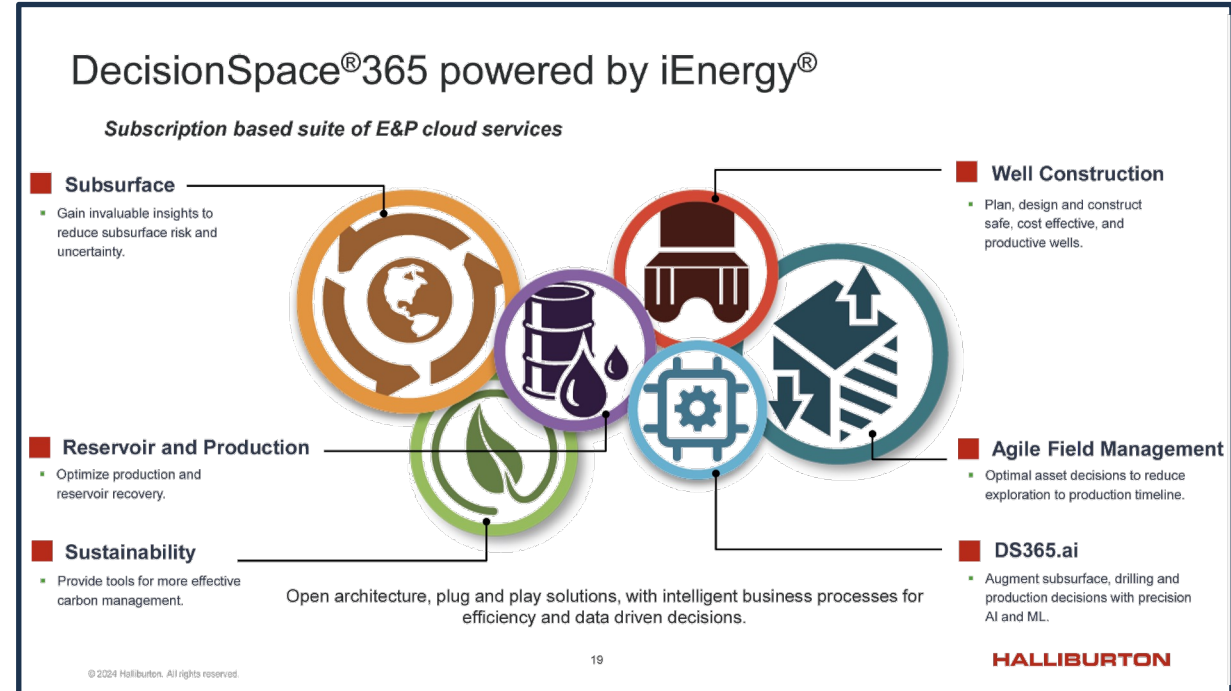 DecisionSpace®365 powered by iEnergy®
Subscription based suite of E&P cloud services
Subsurface
Gain invaluable insights to
reduce subsurface risk and
uncertainty.
Reservoir and Production
Optimize production and
reservoir recovery.
Sustainability
Provide tools for more effective
carbon management.
Well Construction
Plan, design and construct
safe, cost effective, and
productive wells.
Agile Field Management
Optimal asset decisions to reduce
exploration to production timeline.
DS365.ai
Augment subsurface, drilling and
production decisions with precision
AI and ML.
Open architecture, plug and play solutions, with intelligent business processes for
efficiency and data driven decisions.
© 2024 Halliburton. All rights reserved.
19
HALLIBURTON